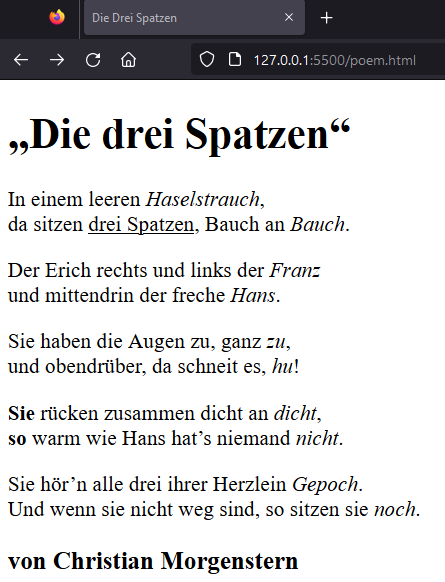 Die Drei Spatzen
127.0.0.1:5500/poem.html
„Die drei Spatzen“
In einem leeren Haselstrauch,
da sitzen drei Spatzen, Bauch an Bauch.
Der Erich rechts und links der Franz
und mittendrin der freche Hans.
Sie haben die Augen zu, ganz zu,
und obendrüber, da schneit es, hu!
Sie rücken zusammen dicht an dicht,
so warm wie Hans hat’s niemand nicht.
Sie hör’n alle drei ihrer Herzlein Gepoch.
Und wenn sie nicht weg sind, so sitzen sie noch.
von Christian Morgenstern